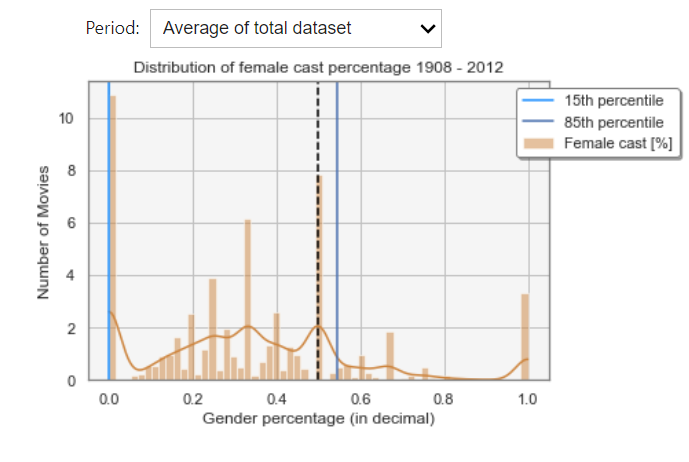 Period: Average of total dataset
Distribution of female cast percentage 1908 - 2012
15th percentile
85th percentile
Female cast [%]
Number of Movies
10
8
6
4
2
0
0.0 0.2 0.4 0.6 0.8 1.0
Gender percentage (in decimal)